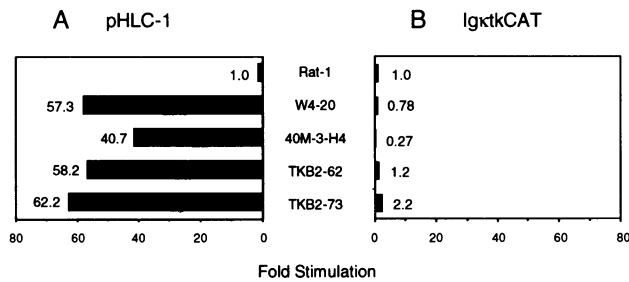 A pHLC-1 B IgκtkCAT
1.0 Rat-1 1.0
57.3 W4-20 0.78
40.7 40M-3-H4 0.27
58.2 TKB2-62 1.2
62.2 TKB2-73 2.2
80 60 40 20 0 0 20 40 60 80
Fold Stimulation